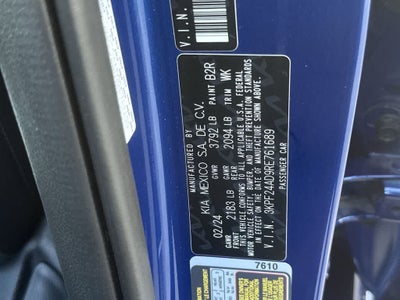 V.I.N.
MANUFACTURED BY
KIA MEXICO S.A. DE C.V.
02/24 GVWR 3792 LB PAINT B2R
GAWR FRONT 2183 LB GAWR REAR 2094 LB TRIM WK
THIS VEHICLE CONFORMS TO ALL APPLICABLE U.S.A. FEDERAL
MOTOR VEHICLE SAFETY, BUMPER, AND THEFT PREVENTION STANDARDS
IN EFFECT ON THE DATE OF MANUFACTURE SHOWN ABOVE.
V.I.N. 3KPF24AD9RE761689
PASSENGER CAR
7610